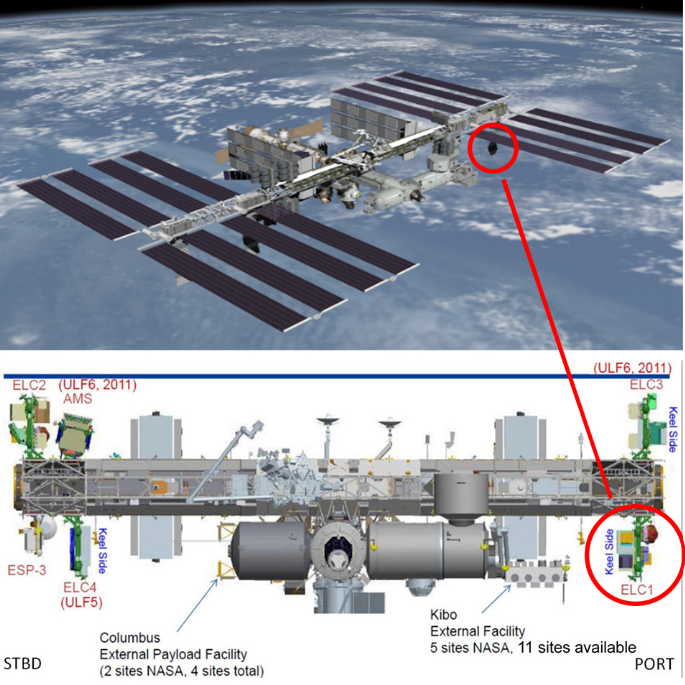 (ULF6, 2011)
ELC2
(ULF6, 2011)
ELC3
AMS
Keel Side
Keel Side
Keel Side
ESP-3
ELC4
(ULF5)
ELC1
Columbus
External Payload Facility
(2 sites NASA, 4 sites total)
Kibo
External Facility
5 sites NASA, 11 sites available
STBD
PORT